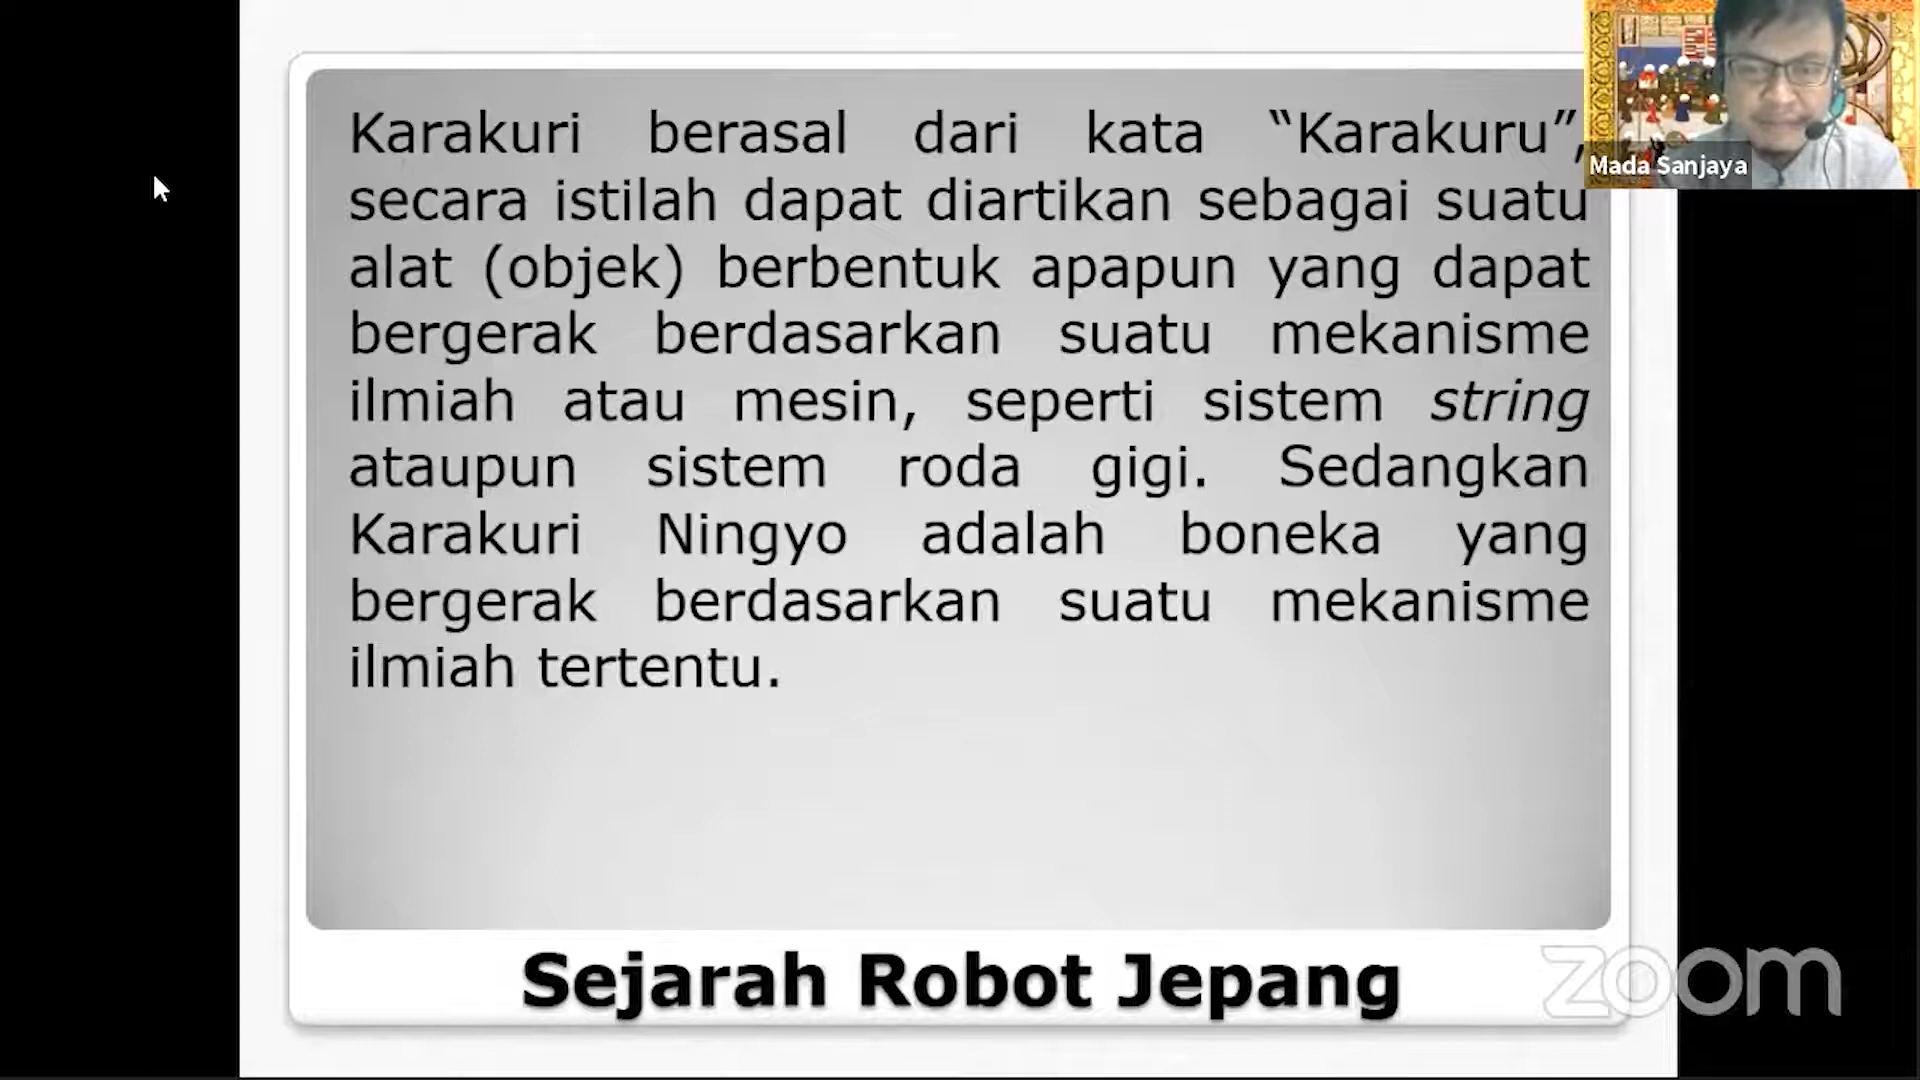 Karakuri berasal dari kata “Karakuru”,
secara istilah dapat diartikan sebagai suatu
alat (objek) berbentuk apapun yang dapat
bergerak berdasarkan suatu mekanisme
ilmiah atau mesin, seperti sistem string
ataupun sistem roda gigi. Sedangkan
Karakuri Ningyo adalah boneka yang
bergerak berdasarkan suatu mekanisme
ilmiah tertentu.
Sejarah Robot Jepang
Mada Sanjaya
zoom